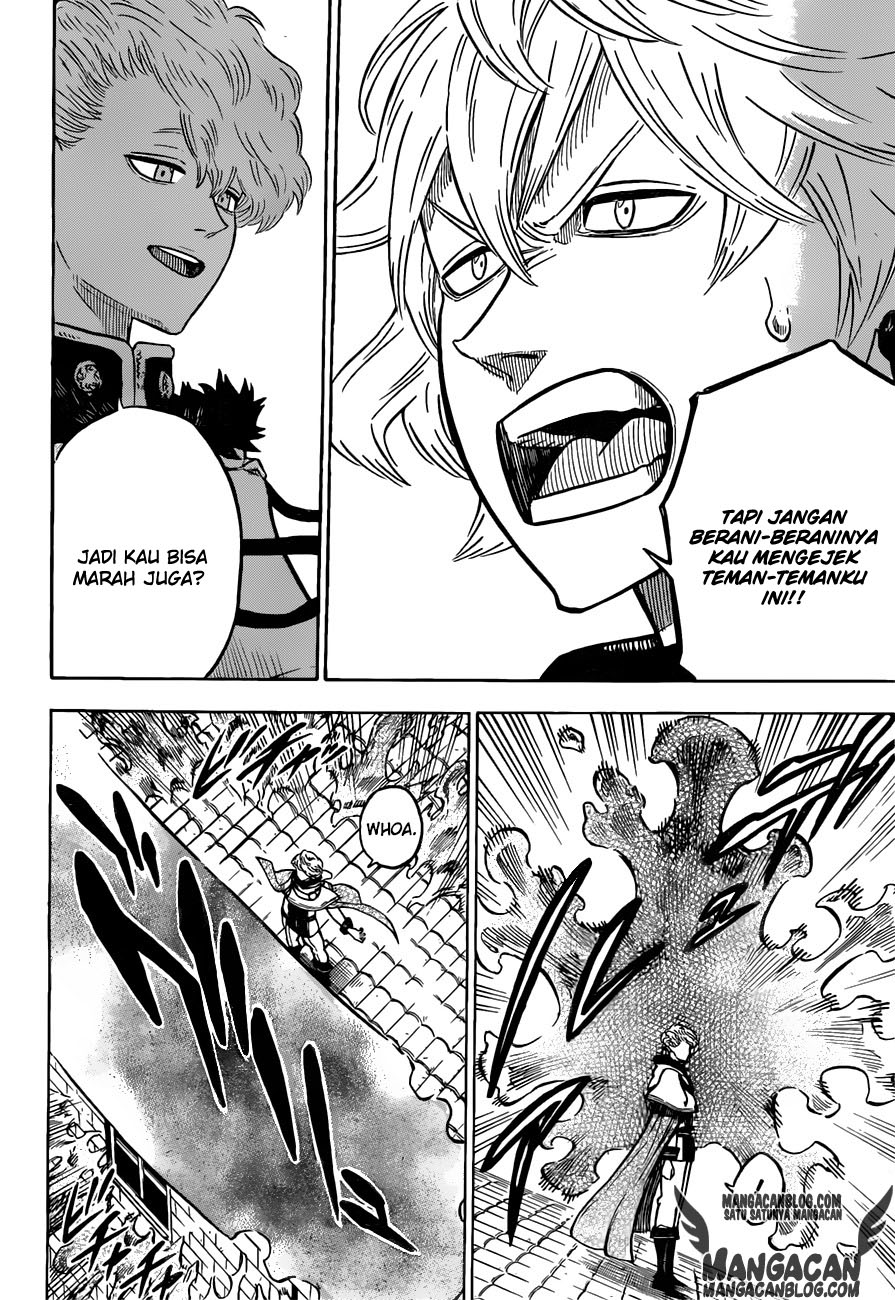 TAPI JANGAN
BERANI-BERANINYA
KAU MENGEJEK
TEMAN-TEMANKU
INI!!
JADI KAU BISA
MARAH JUGA?
WHOA.
MANGACANBLOG.COM
SATU SATUNYA MANGACAN
MANGACAN
MANGACANBLOG.COM